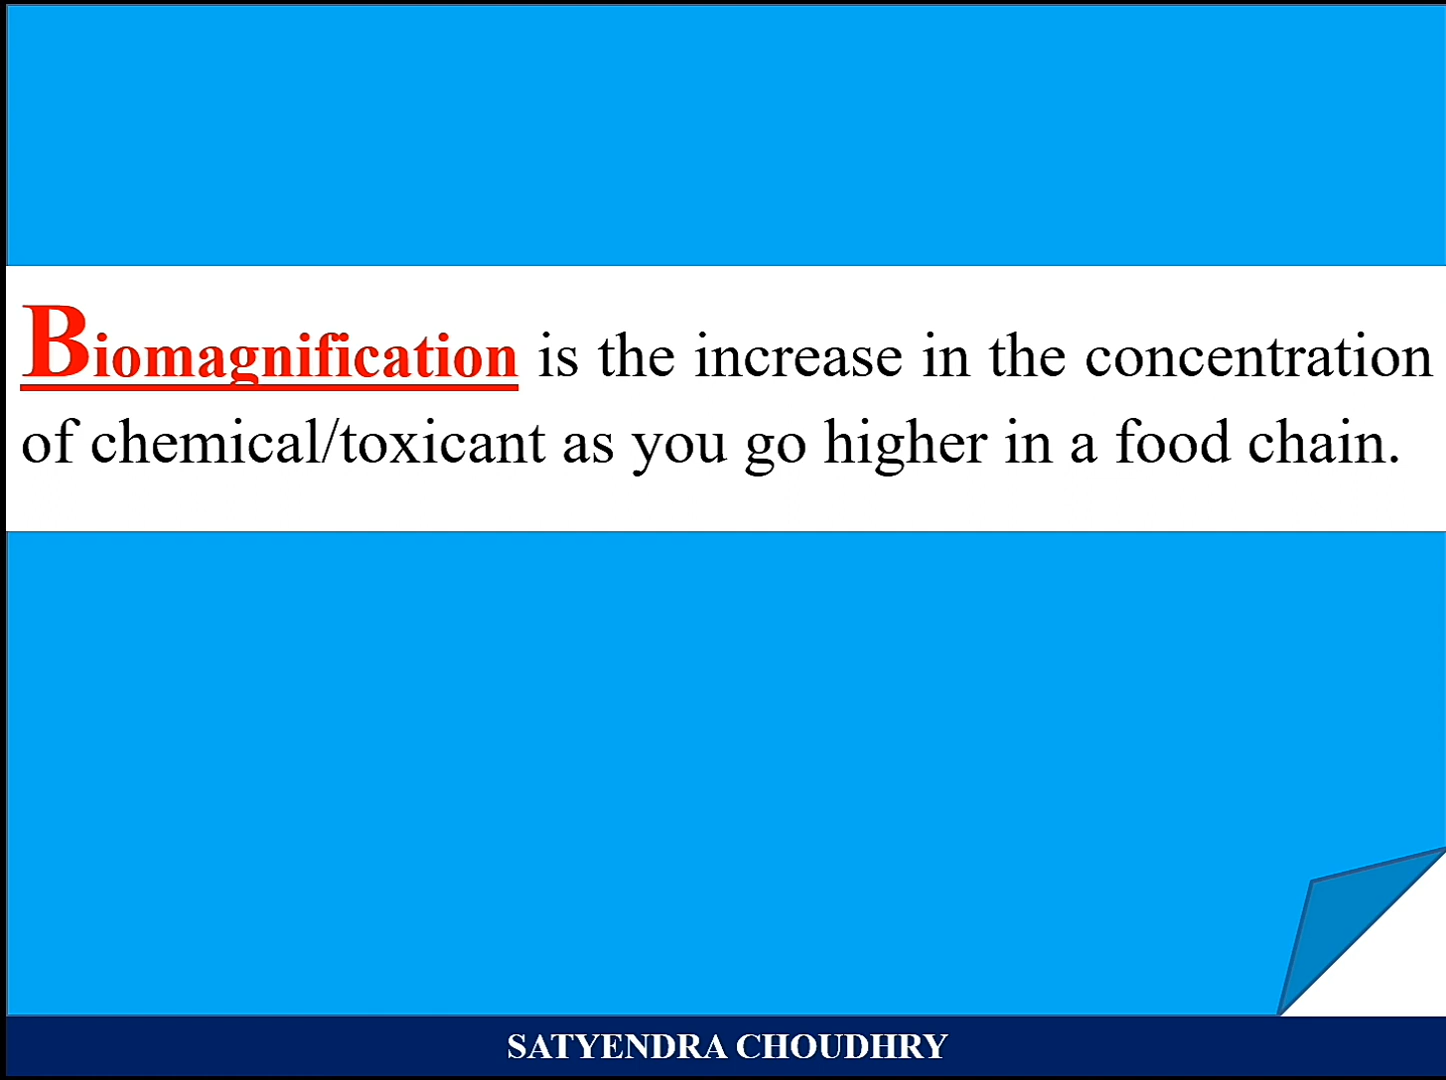 Biomagnification is the increase in the concentration
of chemical/toxicant as you go higher in a food chain.
SATYENDRA CHOUDHRY